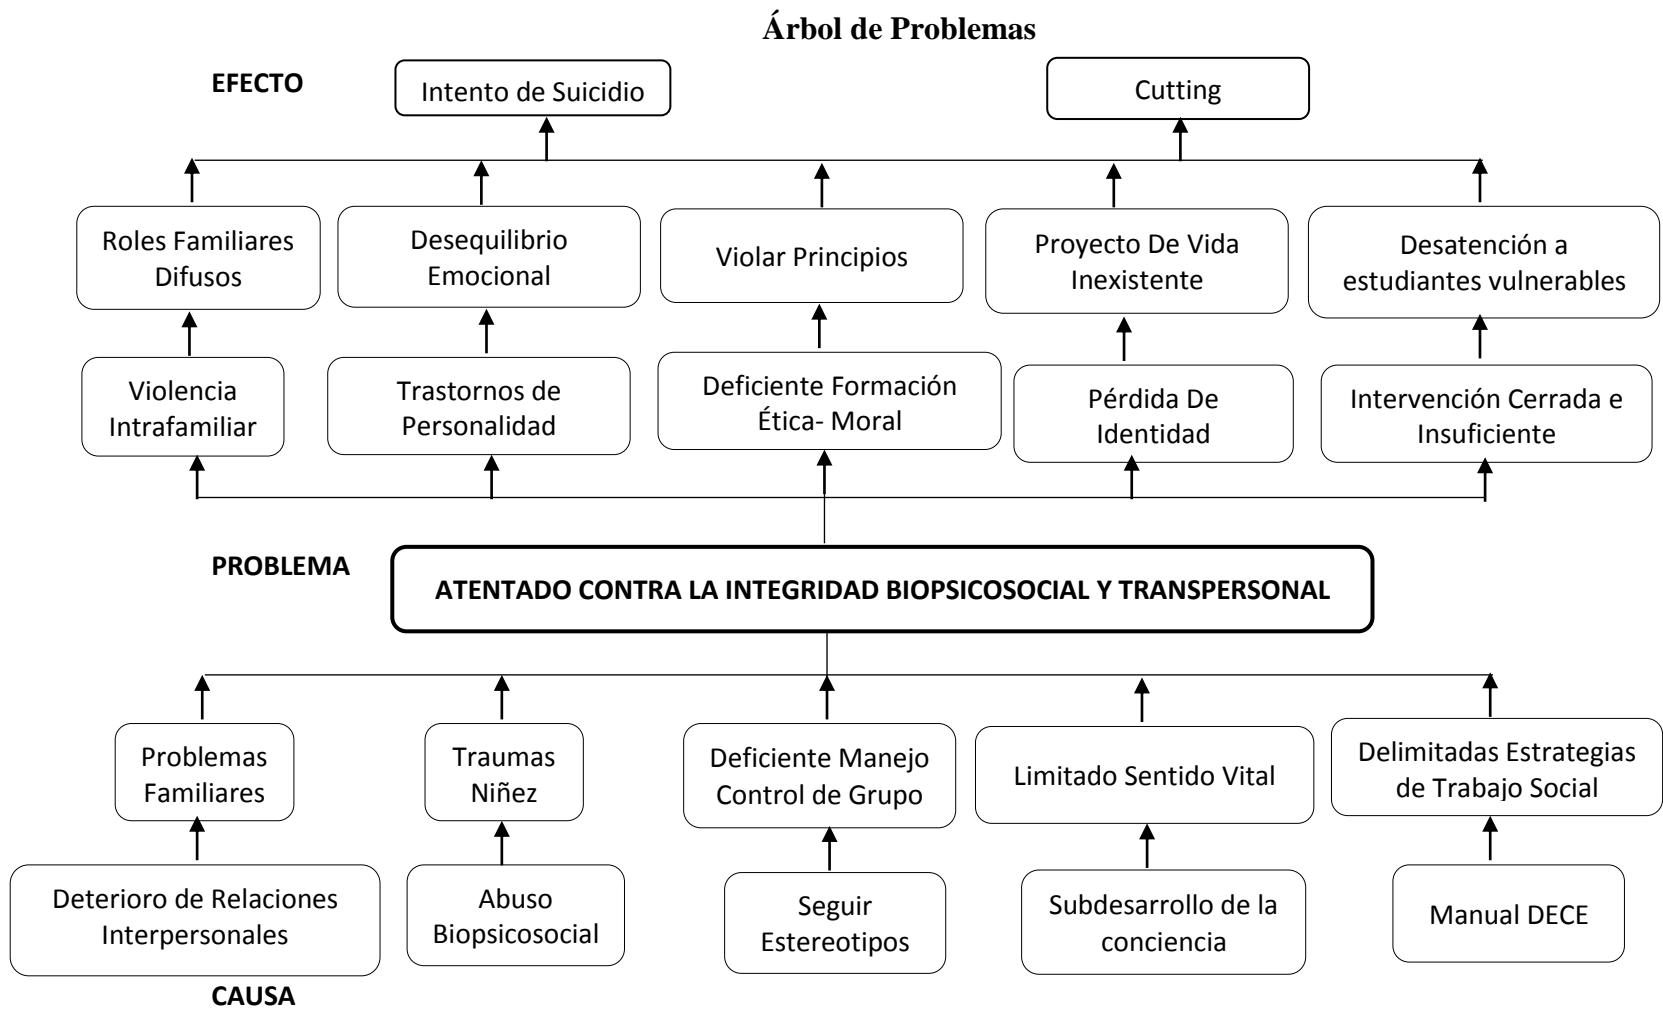 Árbol de Problemas
EFECTO
Intento de Suicidio
Cutting
Roles Familiares
Difusos
Desequilibrio
Emocional
Violar Principios
Proyecto De Vida
Inexistente
Desatención a
estudiantes vulnerables
Violencia
Intrafamiliar
Trastornos de
Personalidad
Deficiente Formación
Ética- Moral
Pérdida De
Identidad
Intervención Cerrada e
Insuficiente
PROBLEMA
ATENTADO CONTRA LA INTEGRIDAD BIOPSICOSOCIAL Y TRANSPERSONAL
Problemas
Familiares
Traumas
Niñez
Deficiente Manejo
Control de Grupo
Limitado Sentido Vital
Delimitadas Estrategias
de Trabajo Social
Deterioro de Relaciones
Interpersonales
Abuso
Biopsicosocial
Seguir
Estereotipos
Subdesarrollo de la
conciencia
Manual DECE
CAUSA